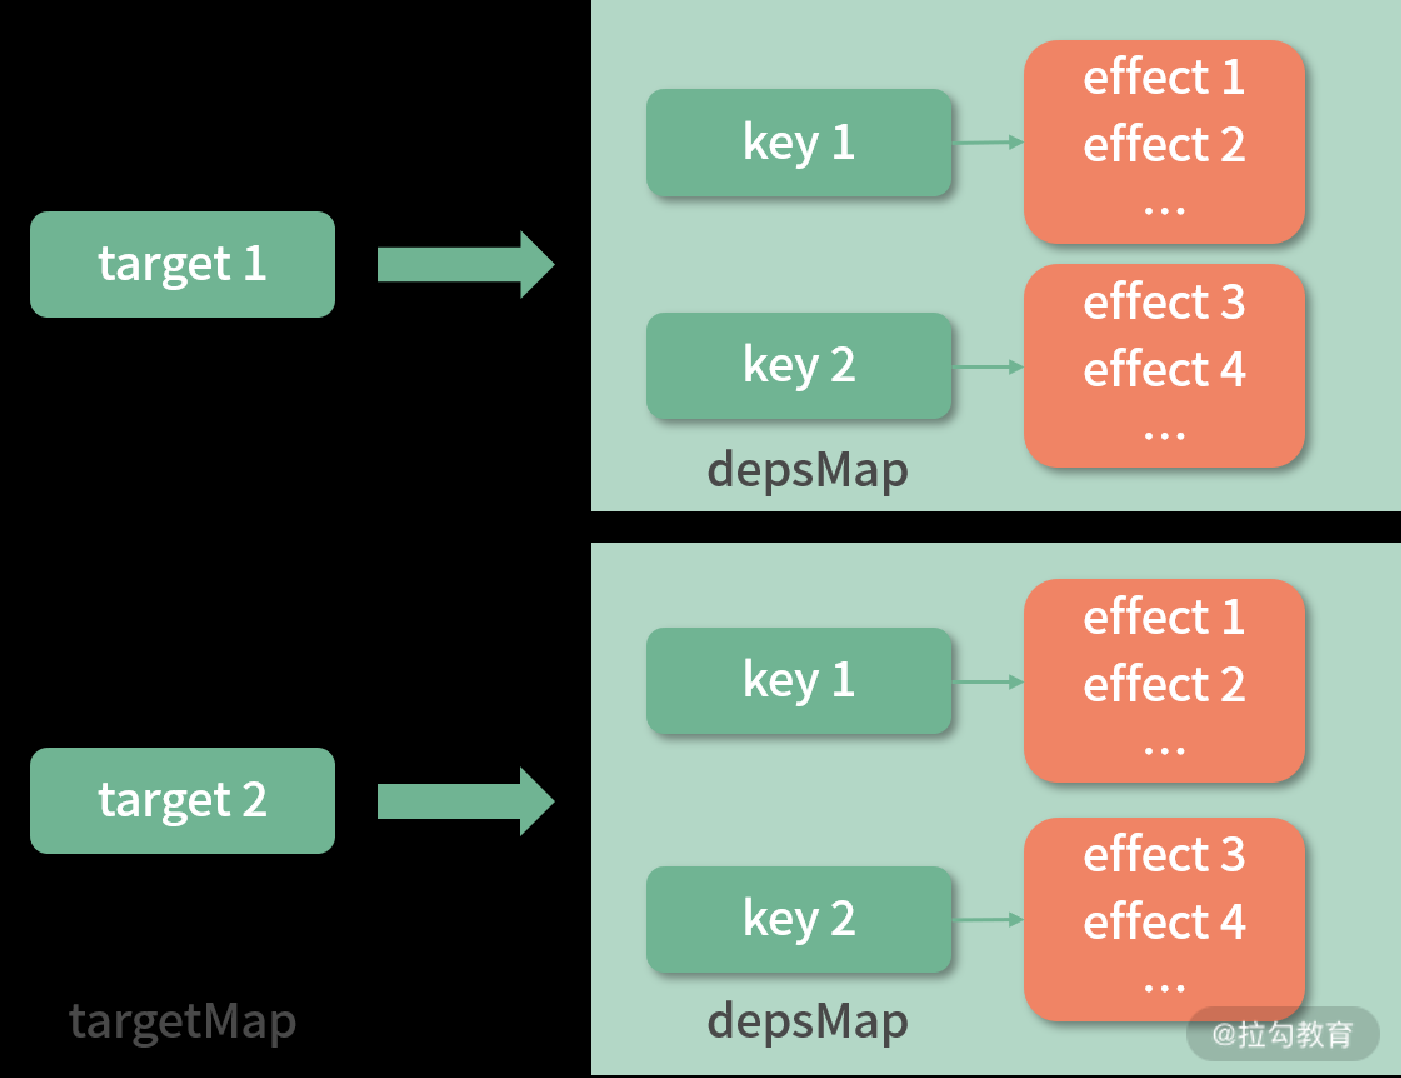 target 1
key 1
effect 1
effect 2
...
key 2
effect 3
effect 4
...
depsMap
target 2
key 1
effect 1
effect 2
...
key 2
effect 3
effect 4
...
targetMap
depsMap
@拉勾教育